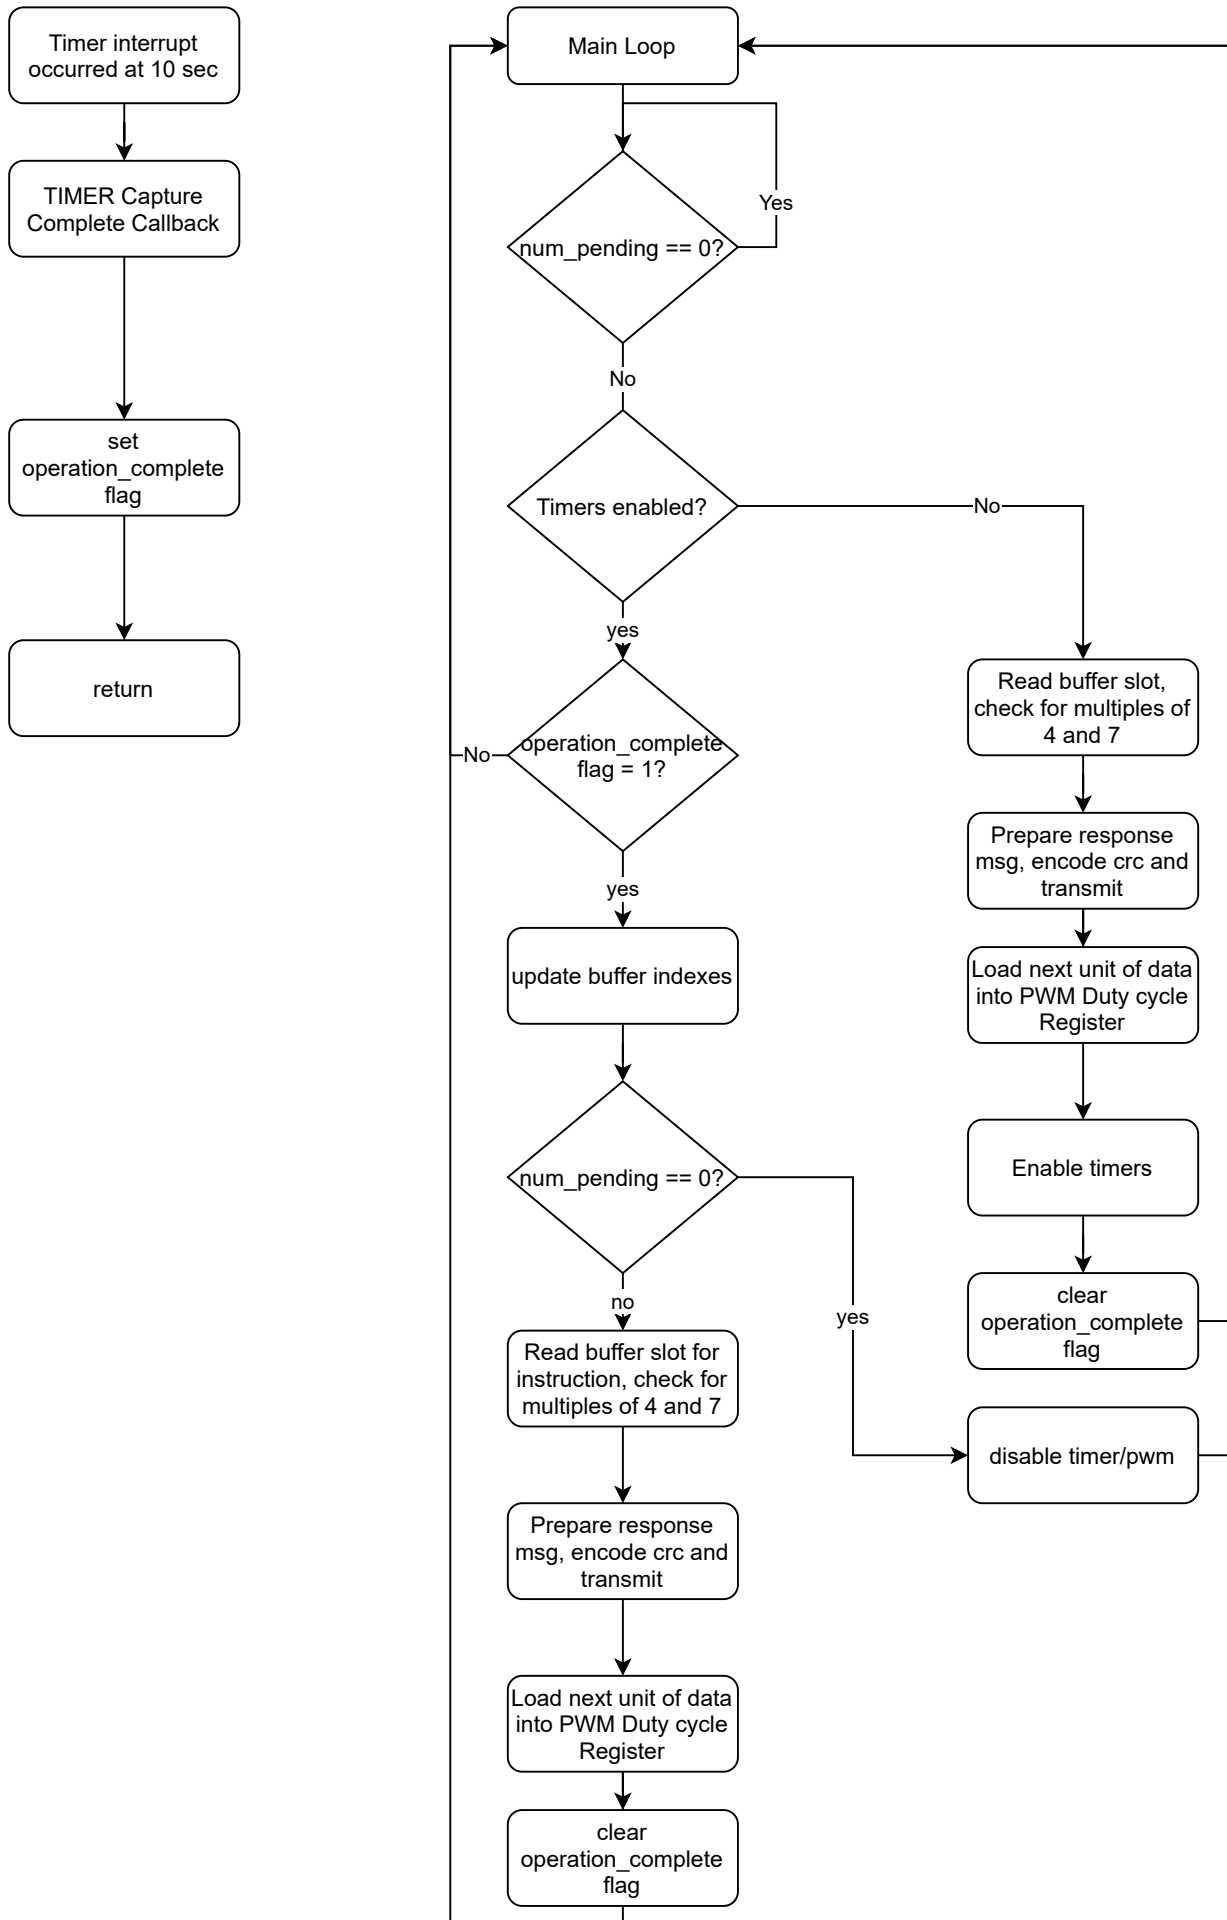 Timer interrupt
occurred at 10 sec
TIMER Capture
Complete Callback
set
operation_complete
flag
return
Main Loop
num_pending == 0?
Yes
No
Timers enabled?
No
yes
operation_complete
flag = 1?
No
yes
update buffer indexes
num_pending == 0?
yes
no
Read buffer slot for
instruction, check for
multiples of 4 and 7
Prepare response
msg, encode crc and
transmit
Load next unit of data
into PWM Duty cycle
Register
clear
operation_complete
flag
Read buffer slot,
check for multiples of
4 and 7
Prepare response
msg, encode crc and
transmit
Load next unit of data
into PWM Duty cycle
Register
Enable timers
clear
operation_complete
flag
disable timer/pwm